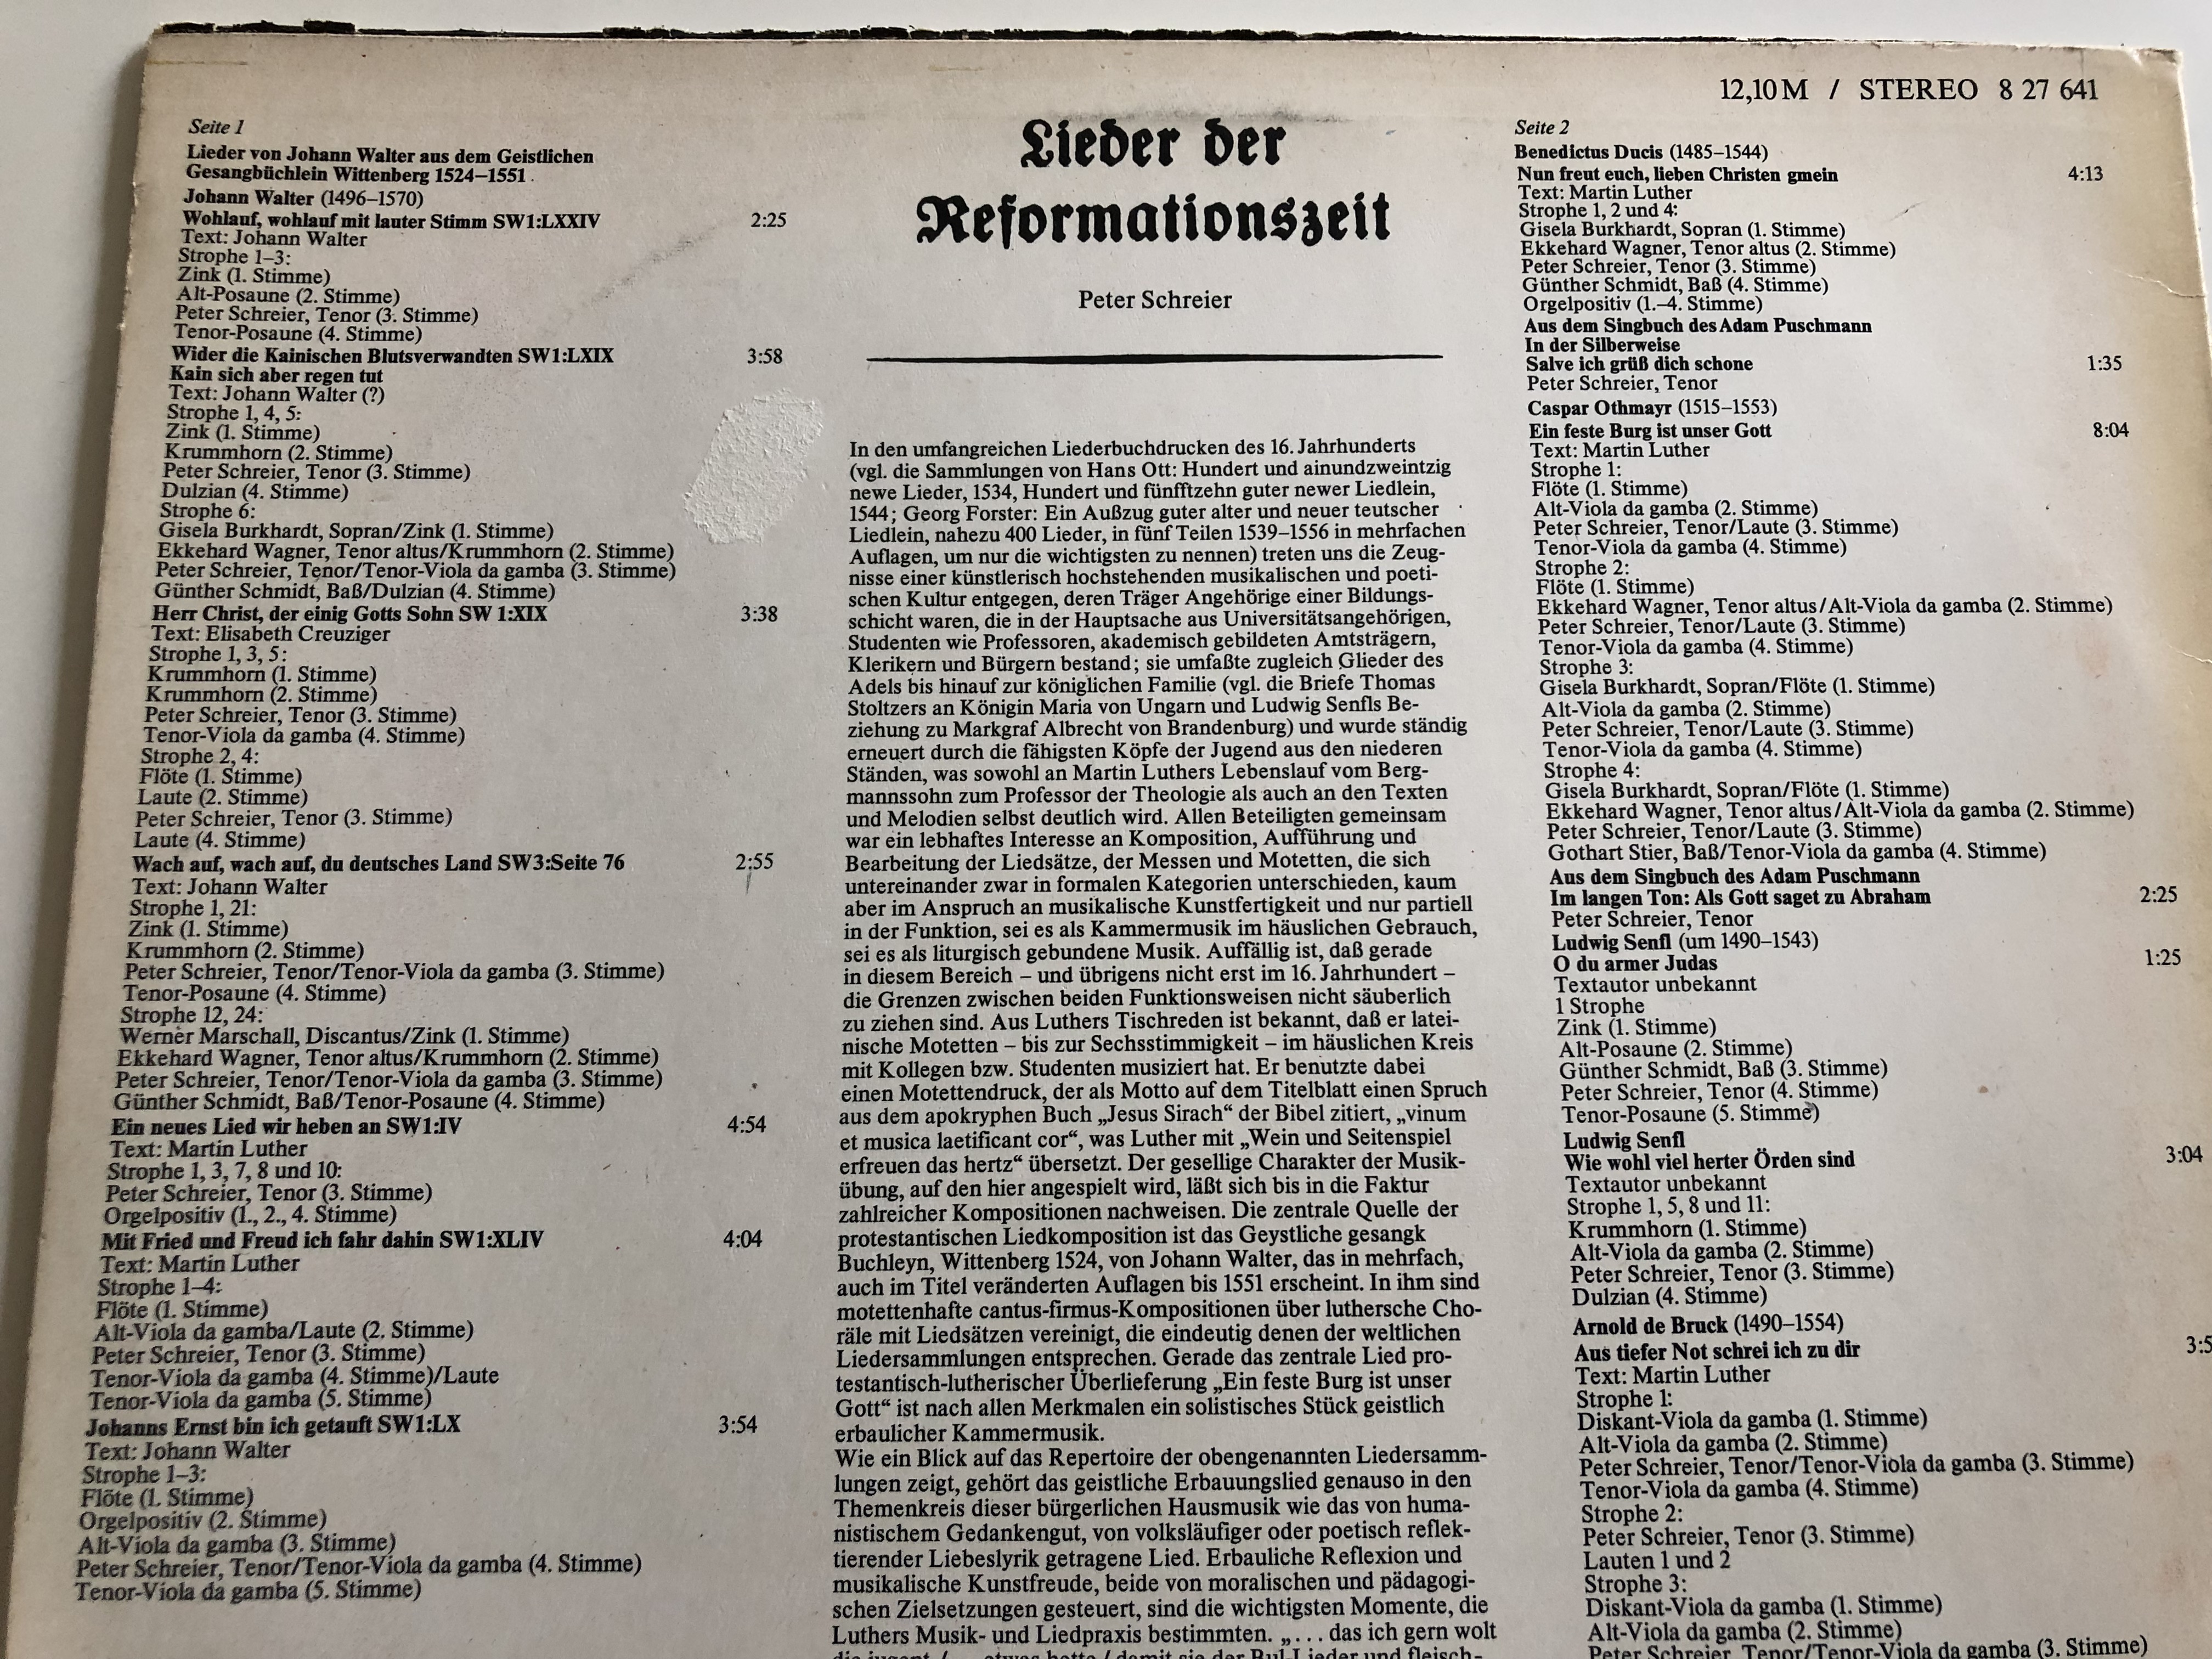 12,10 M / STEREO 8 27 641
Seite 1
Lieder von Johann Walter aus dem Geistlichen
Gesangbüchlein Wittenberg 1524–1551
Johann Walter (1496–1570)
Wohlauf, wohlauf mit lauter Stimm SW1:LXXIV 2:25
Text: Johann Walter
Strophe 1–3:
Zink (1. Stimme)
Alt-Posaune (2. Stimme)
Peter Schreier, Tenor (3. Stimme)
Tenor-Posaune (4. Stimme)
Wider die Kainischen Blutsverwandten SW1:LXIX 3:58
Kain sich aber regen tut
Text: Johann Walter (?)
Strophe 1, 4, 5:
Zink (1. Stimme)
Krummhorn (2. Stimme)
Peter Schreier, Tenor (3. Stimme)
Dulzian (4. Stimme)
Strophe 6:
Gisela Burkhardt, Sopran/Zink (1. Stimme)
Ekkehard Wagner, Tenor altus/Krummhorn (2. Stimme)
Peter Schreier, Tenor/Tenor-Viola da gamba (3. Stimme)
Günther Schmidt, Baß/Dulzian (4. Stimme)
Herr Christ, der einig Gotts Sohn SW 1:XIX 3:38
Text: Elisabeth Creuziger
Strophe 1, 3, 5:
Krummhorn (1. Stimme)
Krummhorn (2. Stimme)
Peter Schreier, Tenor (3. Stimme)
Tenor-Viola da gamba (4. Stimme)
Strophe 2, 4:
Flöte (1. Stimme)
Laute (2. Stimme)
Peter Schreier, Tenor (3. Stimme)
Laute (4. Stimme)
Wach auf, wach auf, du deutsches Land SW3:Seite 76 2:55
Text: Johann Walter
Strophe 1, 21:
Zink (1. Stimme)
Krummhorn (2. Stimme)
Peter Schreier, Tenor/Tenor-Viola da gamba (3. Stimme)
Tenor-Posaune (4. Stimme)
Strophe 12, 24:
Werner Marschall, Discantus/Zink (1. Stimme)
Ekkehard Wagner, Tenor altus/Krummhorn (2. Stimme)
Peter Schreier, Tenor/Tenor-Viola da gamba (3. Stimme)
Günther Schmidt, Baß/Tenor-Posaune (4. Stimme)
Ein neues Lied wir heben an SW1:IV 4:54
Text: Martin Luther
Strophe 1, 3, 7, 8 und 10:
Peter Schreier, Tenor (3. Stimme)
Orgelpositiv (1., 2., 4. Stimme)
Mit Fried und Freud ich fahr dahin SW1:XLIV 4:04
Text: Martin Luther
Strophe 1–4:
Flöte (1. Stimme)
Alt-Viola da gamba/Laute (2. Stimme)
Peter Schreier, Tenor (3. Stimme)
Tenor-Viola da gamba (4. Stimme)/Laute
Tenor-Viola da gamba (5. Stimme)
Johanns Ernst bin ich getauft SW1:LX 3:54
Text: Johann Walter
Strophe 1–3:
Flöte (1. Stimme)
Orgelpositiv (2. Stimme)
Alt-Viola da gamba (3. Stimme)
Peter Schreier, Tenor/Tenor-Viola da gamba (4. Stimme)
Tenor-Viola da gamba (5. Stimme)
Lieder der
Reformationszeit
Peter Schreier
In den umfangreichen Liederbuchdrucken des 16. Jahrhunderts
(vgl. die Sammlungen von Hans Ott: Hundert und ainundzweintzig
newe Lieder, 1534, Hundert und fünfftzehn guter newer Liedlein,
1544; Georg Forster: Ein Außzug guter alter und neuer teutscher
Liedlein, nahezu 400 Lieder, in fünf Teilen 1539–1556 in mehrfachen
Auflagen, um nur die wichtigsten zu nennen) treten uns die Zeug-
nisse einer künstlerisch hochstehenden musikalischen und poeti-
schen Kultur entgegen, deren Träger Angehörige einer Bildungs-
schicht waren, die in der Hauptsache aus Universitätsangehörigen,
Studenten wie Professoren, akademisch gebildeten Amtsträgern,
Klerikern und Bürgern bestand; sie umfaßte zugleich Glieder des
Adels bis hinauf zur königlichen Familie (vgl. die Briefe Thomas
Stoltzers an Königin Maria von Ungarn und Ludwig Senfls Be-
ziehung zu Markgraf Albrecht von Brandenburg) und wurde ständig
erneuert durch die fähigsten Köpfe der Jugend aus den niederen
Ständen, was sowohl an Martin Luthers Lebenslauf vom Berg-
mannssohn zum Professor der Theologie als auch an den Texten
und Melodien selbst deutlich wird. Allen Beteiligten gemeinsam
war ein lebhaftes Interesse an Komposition, Aufführung und
Bearbeitung der Liedsätze, der Messen und Motetten, die sich
untereinander zwar in formalen Kategorien unterschieden, kaum
aber im Anspruch an musikalische Kunstfertigkeit und nur partiell
in der Funktion, sei es als Kammermusik im häuslichen Gebrauch,
sei es als liturgisch gebundene Musik. Auffällig ist, daß gerade
in diesem Bereich – und übrigens nicht erst im 16. Jahrhundert –
die Grenzen zwischen beiden Funktionsweisen nicht säuberlich
zu ziehen sind. Aus Luthers Tischreden ist bekannt, daß er latei-
nische Motetten – bis zur Sechsstimmigkeit – im häuslichen Kreis
mit Kollegen bzw. Studenten musiziert hat. Er benutzte dabei
einen Motettendruck, der als Motto auf dem Titelblatt einen Spruch
aus dem apokryphen Buch „Jesus Sirach“ der Bibel zitiert, „vinum
et musica laetificant cor“, was Luther mit „Wein und Seitenspiel
erfreuen das hertz“ übersetzt. Der gesellige Charakter der Musik-
übung, auf den hier angespielt wird, läßt sich bis in die Faktur
zahlreicher Kompositionen nachweisen. Die zentrale Quelle der
protestantischen Liedkomposition ist das Geystliche gesangk
Buchleyn, Wittenberg 1524, von Johann Walter, das in mehrfach,
auch im Titel veränderten Auflagen bis 1551 erscheint. In ihm sind
motettenhafte cantus-firmus-Kompositionen über luthersche Cho-
räle mit Liedsätzen vereinigt, die eindeutig denen der weltlichen
Liedersammlungen entsprechen. Gerade das zentrale Lied pro-
testantisch-lutherischer Überlieferung „Ein feste Burg ist unser
Gott“ ist nach allen Merkmalen ein solistisches Stück geistlich
erbaulicher Kammermusik.
Wie ein Blick auf das Repertoire der obengenannten Liedersamm-
lungen zeigt, gehört das geistliche Erbauungslied genauso in den
Themenkreis dieser bürgerlichen Hausmusik wie das von huma-
nistischem Gedankengut, von volksläufiger oder poetisch reflek-
tierender Liebeslyrik getragene Lied. Erbauliche Reflexion und
musikalische Kunstfreude, beide von moralischen und pädagogi-
schen Zielsetzungen gesteuert, sind die wichtigsten Momente, die
Luthers Musik- und Liedpraxis bestimmten. „... das ich gern wolt
die jugent / ... etwas hette / damit sie der Bul-Lieder und fleisch-
Seite 2
Benedictus Ducis (1485–1544)
Nun freut euch, lieben Christen gmein 4:13
Text: Martin Luther
Strophe 1, 2 und 4:
Gisela Burkhardt, Sopran (1. Stimme)
Ekkehard Wagner, Tenor altus (2. Stimme)
Peter Schreier, Tenor (3. Stimme)
Günther Schmidt, Baß (4. Stimme)
Orgelpositiv (1.–4. Stimme)
Aus dem Singbuch des Adam Puschmann
In der Silberweise
Salve ich grüß dich schone 1:35
Peter Schreier, Tenor
Caspar Othmayr (1515–1553)
Ein feste Burg ist unser Gott 8:04
Text: Martin Luther
Strophe 1:
Flöte (1. Stimme)
Alt-Viola da gamba (2. Stimme)
Peter Schreier, Tenor/Laute (3. Stimme)
Tenor-Viola da gamba (4. Stimme)
Strophe 2:
Flöte (1. Stimme)
Ekkehard Wagner, Tenor altus/Alt-Viola da gamba (2. Stimme)
Peter Schreier, Tenor/Laute (3. Stimme)
Tenor-Viola da gamba (4. Stimme)
Strophe 3:
Gisela Burkhardt, Sopran/Flöte (1. Stimme)
Alt-Viola da gamba (2. Stimme)
Peter Schreier, Tenor/Laute (3. Stimme)
Tenor-Viola da gamba (4. Stimme)
Strophe 4:
Gisela Burkhardt, Sopran/Flöte (1. Stimme)
Ekkehard Wagner, Tenor altus/Alt-Viola da gamba (2. Stimme)
Peter Schreier, Tenor/Laute (3. Stimme)
Gothart Stier, Baß/Tenor-Viola da gamba (4. Stimme)
Aus dem Singbuch des Adam Puschmann
Im langen Ton: Als Gott saget zu Abraham 2:25
Peter Schreier, Tenor
Ludwig Senfl (um 1490–1543)
O du armer Judas 1:25
Textautor unbekannt
1 Strophe
Zink (1. Stimme)
Alt-Posaune (2. Stimme)
Günther Schmidt, Baß (3. Stimme)
Peter Schreier, Tenor (4. Stimme)
Tenor-Posaune (5. Stimme)
Ludwig Senfl
Wie wohl viel herter Örden sind 3:04
Textautor unbekannt
Strophe 1, 5, 8 und 11:
Krummhorn (1. Stimme)
Alt-Viola da gamba (2. Stimme)
Peter Schreier, Tenor (3. Stimme)
Dulzian (4. Stimme)
Arnold de Bruck (1490–1554)
Aus tiefer Not schrei ich zu dir 3:5
Text: Martin Luther
Strophe 1:
Diskant-Viola da gamba (1. Stimme)
Alt-Viola da gamba (2. Stimme)
Peter Schreier, Tenor/Tenor-Viola da gamba (3. Stimme)
Tenor-Viola da gamba (4. Stimme)
Strophe 2:
Peter Schreier, Tenor (3. Stimme)
Lauten 1 und 2
Strophe 3:
Diskant-Viola da gamba (1. Stimme)
Alt-Viola da gamba (2. Stimme)
Peter Schreier, Tenor/Tenor-Viola da gamba (3. Stimme)